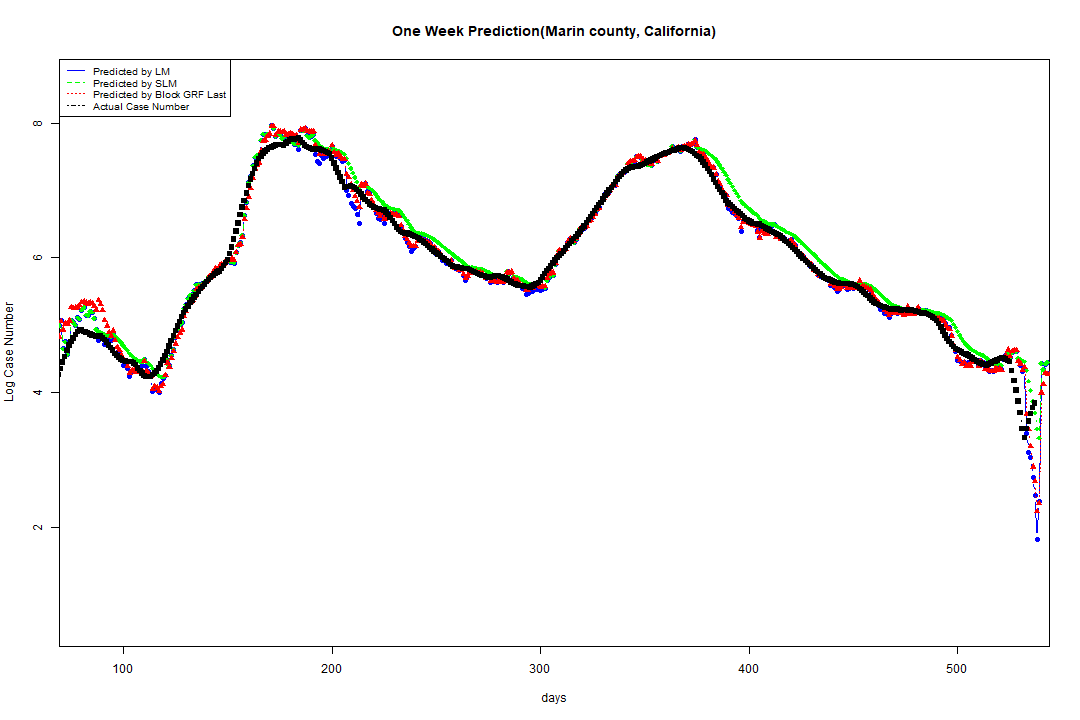 One Week Prediction(Marin county, California)
Predicted by LM
Predicted by SLM
Predicted by Block GRF Last
Actual Case Number
8
6
4
2
Log Case Number
100 200 300 400 500
days